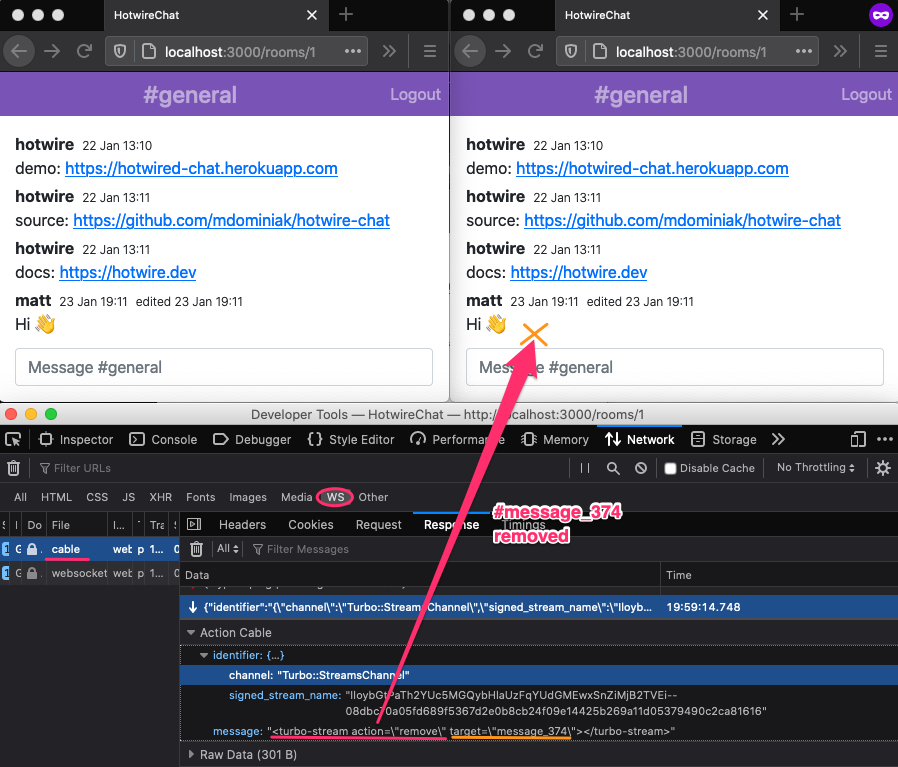 HotwireChat
HotwireChat
localhost:3000/rooms/1
localhost:3000/rooms/1
#general
Logout
hotwire 22 Jan 13:10
demo: https://hotwired-chat.herokuapp.com
hotwire 22 Jan 13:11
source: https://github.com/mdominiak/hotwire-chat
hotwire 22 Jan 13:11
docs: https://hotwire.dev
matt 23 Jan 19:11 edited 23 Jan 19:11
Hi
Message #general
#general
Logout
hotwire 22 Jan 13:10
demo: https://hotwired-chat.herokuapp.com
hotwire 22 Jan 13:11
source: https://github.com/mdominiak/hotwire-chat
hotwire 22 Jan 13:11
docs: https://hotwire.dev
matt 23 Jan 19:11 edited 23 Jan 19:11
Hi
Message #general
Developer Tools — HotwireChat — http://localhost:3000/rooms/1
Inspector Console Debugger Style Editor Performance Memory Network Storage
Filter URLs
Disable Cache No Throttling
All HTML CSS JS XHR Fonts Images Media WS Other
#message_374
removed
Do File I... Tra
Headers Cookies Request Response Timings
cable web p 1... 0
websocket web p 1... 0
All Filter Messages
Data Time
{"identifier":"{\"channel\":\"Turbo::StreamsChannel\",\"signed_stream_name\":\"Iloyb... 19:59:14.748
Action Cable
identifier: {...}
channel: "Turbo::StreamsChannel"
message: "<turbo-stream action=\"remove\" target=\"message_374\"></turbo-stream>"
Raw Data (301 B)